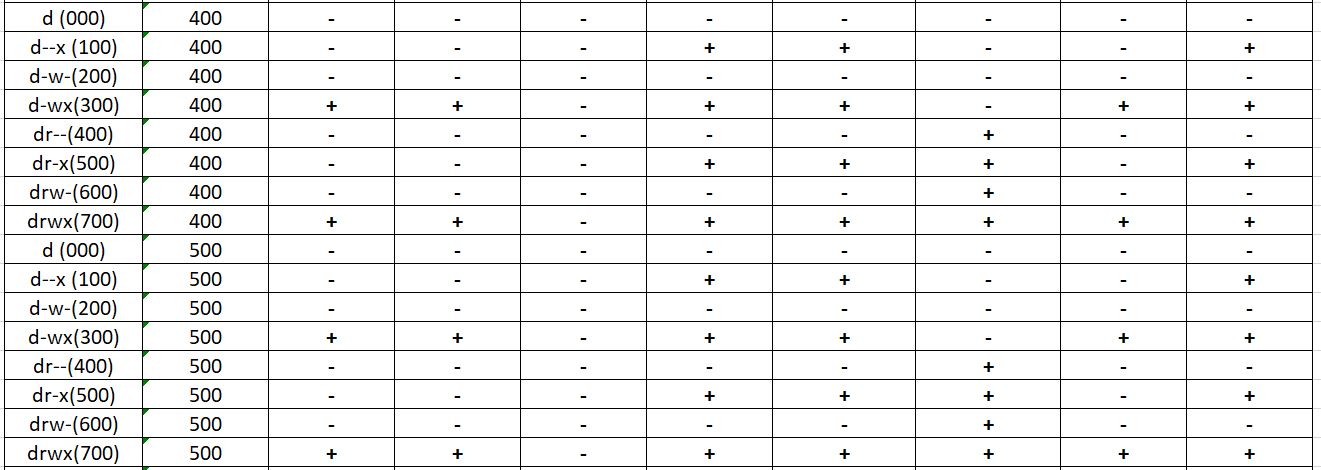 d (000) 400 - - - - - - - -
d--x (100) 400 - - - + + - - +
d-w-(200) 400 - - - - - - - -
d-wx(300) 400 + + - + + - + +
dr--(400) 400 - - - - - + - -
dr-x(500) 400 - - - + + + - +
drw-(600) 400 - - - - - + - -
drwx(700) 400 + + - + + + + +
d (000) 500 - - - - - - - -
d--x (100) 500 - - - + + - - +
d-w-(200) 500 - - - - - - - -
d-wx(300) 500 + + - + + - + +
dr--(400) 500 - - - - - + - -
dr-x(500) 500 - - - + + + - +
drw-(600) 500 - - - - - + - -
drwx(700) 500 + + - + + + + +